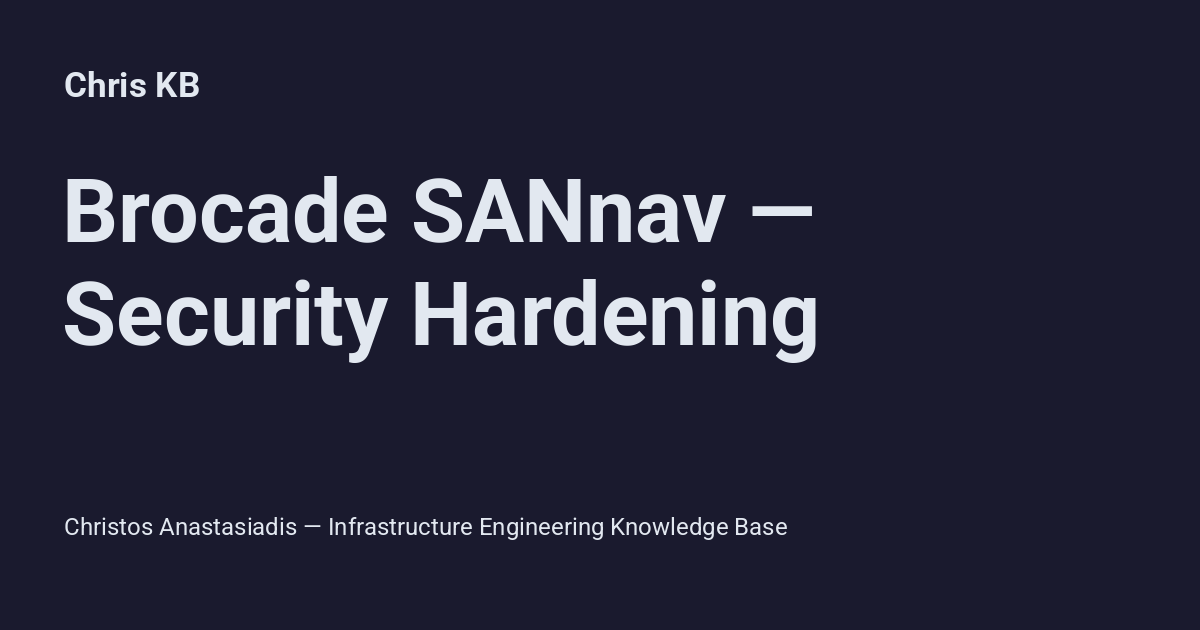 Chris KB
Brocade SANnav —
Security Hardening
Christos Anastasiadis — Infrastructure Engineering Knowledge Base